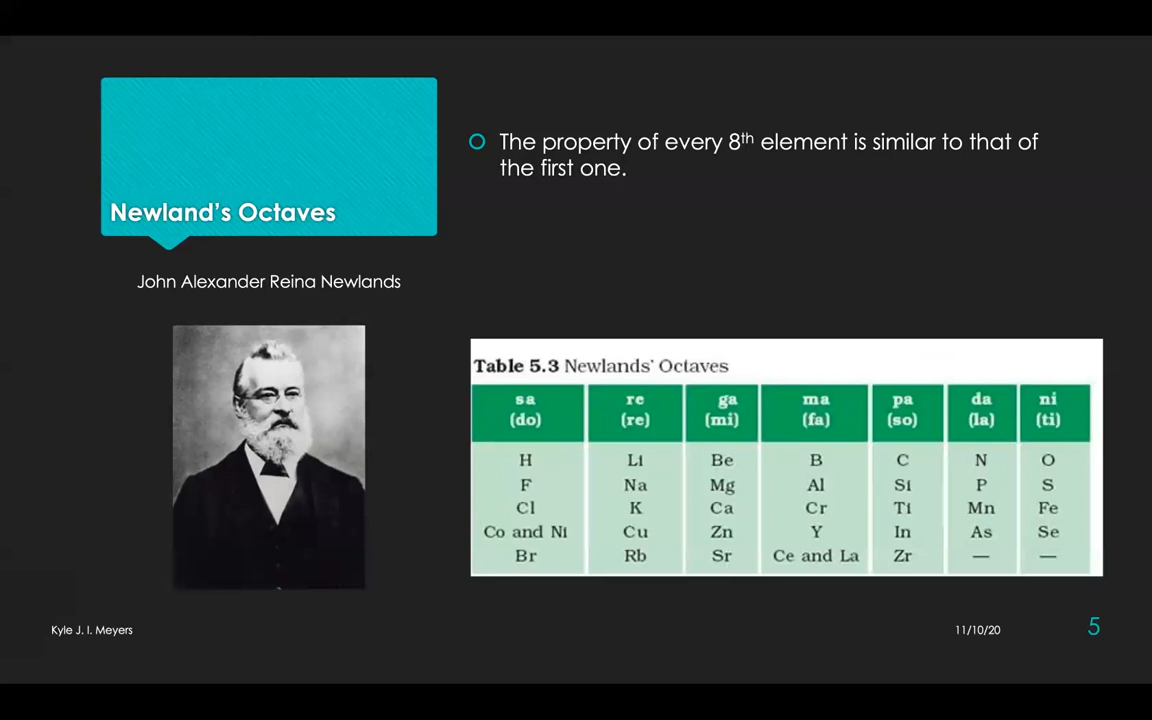 Newland's Octaves
John Alexander Reina Newlands
The property of every 8th element is similar to that of
the first one.
Table 5.3 Newlands' Octaves
sa re ga ma pa da ni
(do) (re) (mi) (fa) (so) (la) (ti)
H Li Be B C N O
F Na Mg Al Si P S
Cl K Ca Cr Ti Mn Fe
Co and Ni Cu Zn Y In As Se
Br Rb Sr Ce and La Zr — —
Kyle J. I. Meyers
11/10/20
5